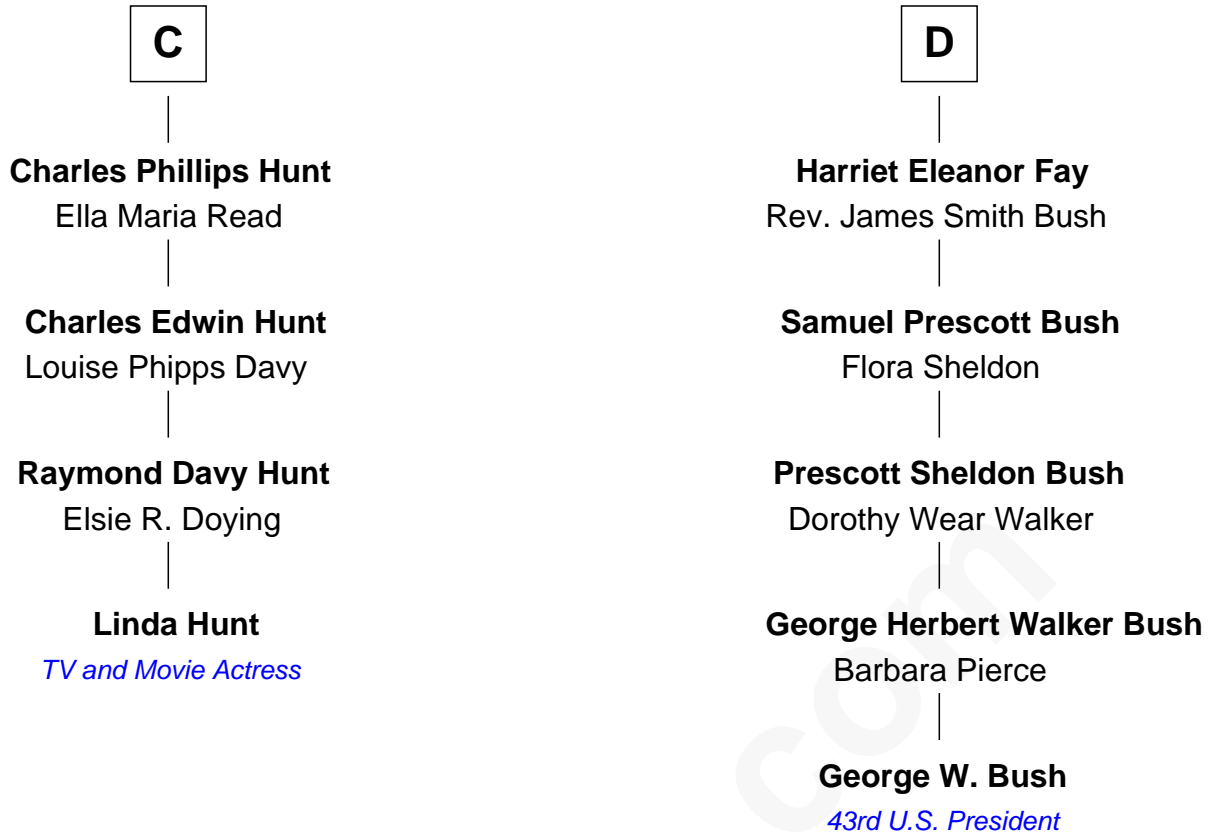 C
Charles Phillips Hunt
Ella Maria Read
Charles Edwin Hunt
Louise Phipps Davy
Raymond Davy Hunt
Elsie R. Doying
Linda Hunt
TV and Movie Actress
D
Harriet Eleanor Fay
Rev. James Smith Bush
Samuel Prescott Bush
Flora Sheldon
Prescott Sheldon Bush
Dorothy Wear Walker
George Herbert Walker Bush
Barbara Pierce
George W. Bush
43rd U.S. President
com